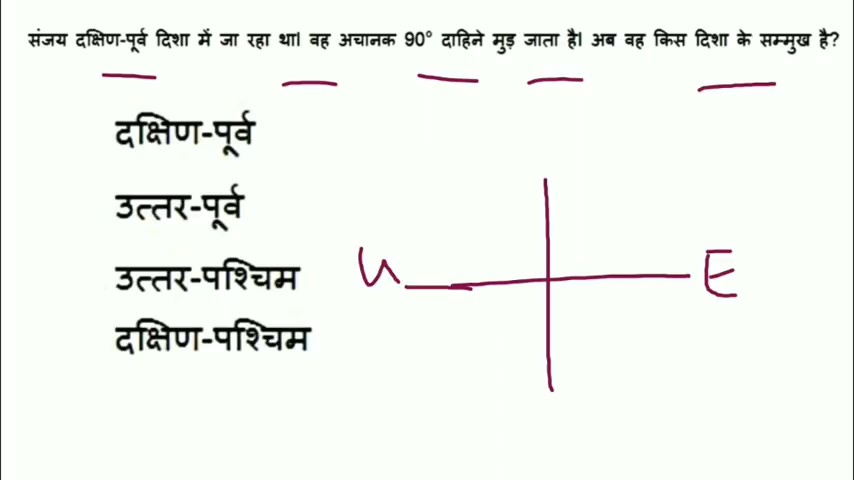 संजय दक्षिण-पूर्व दिशा में जा रहा था। वह अचानक 90° दाहिने मुड़ जाता है। अब वह किस दिशा के सम्मुख है?
दक्षिण-पूर्व
उत्तर-पूर्व
उत्तर-पश्चिम
E
दक्षिण-पश्चिम